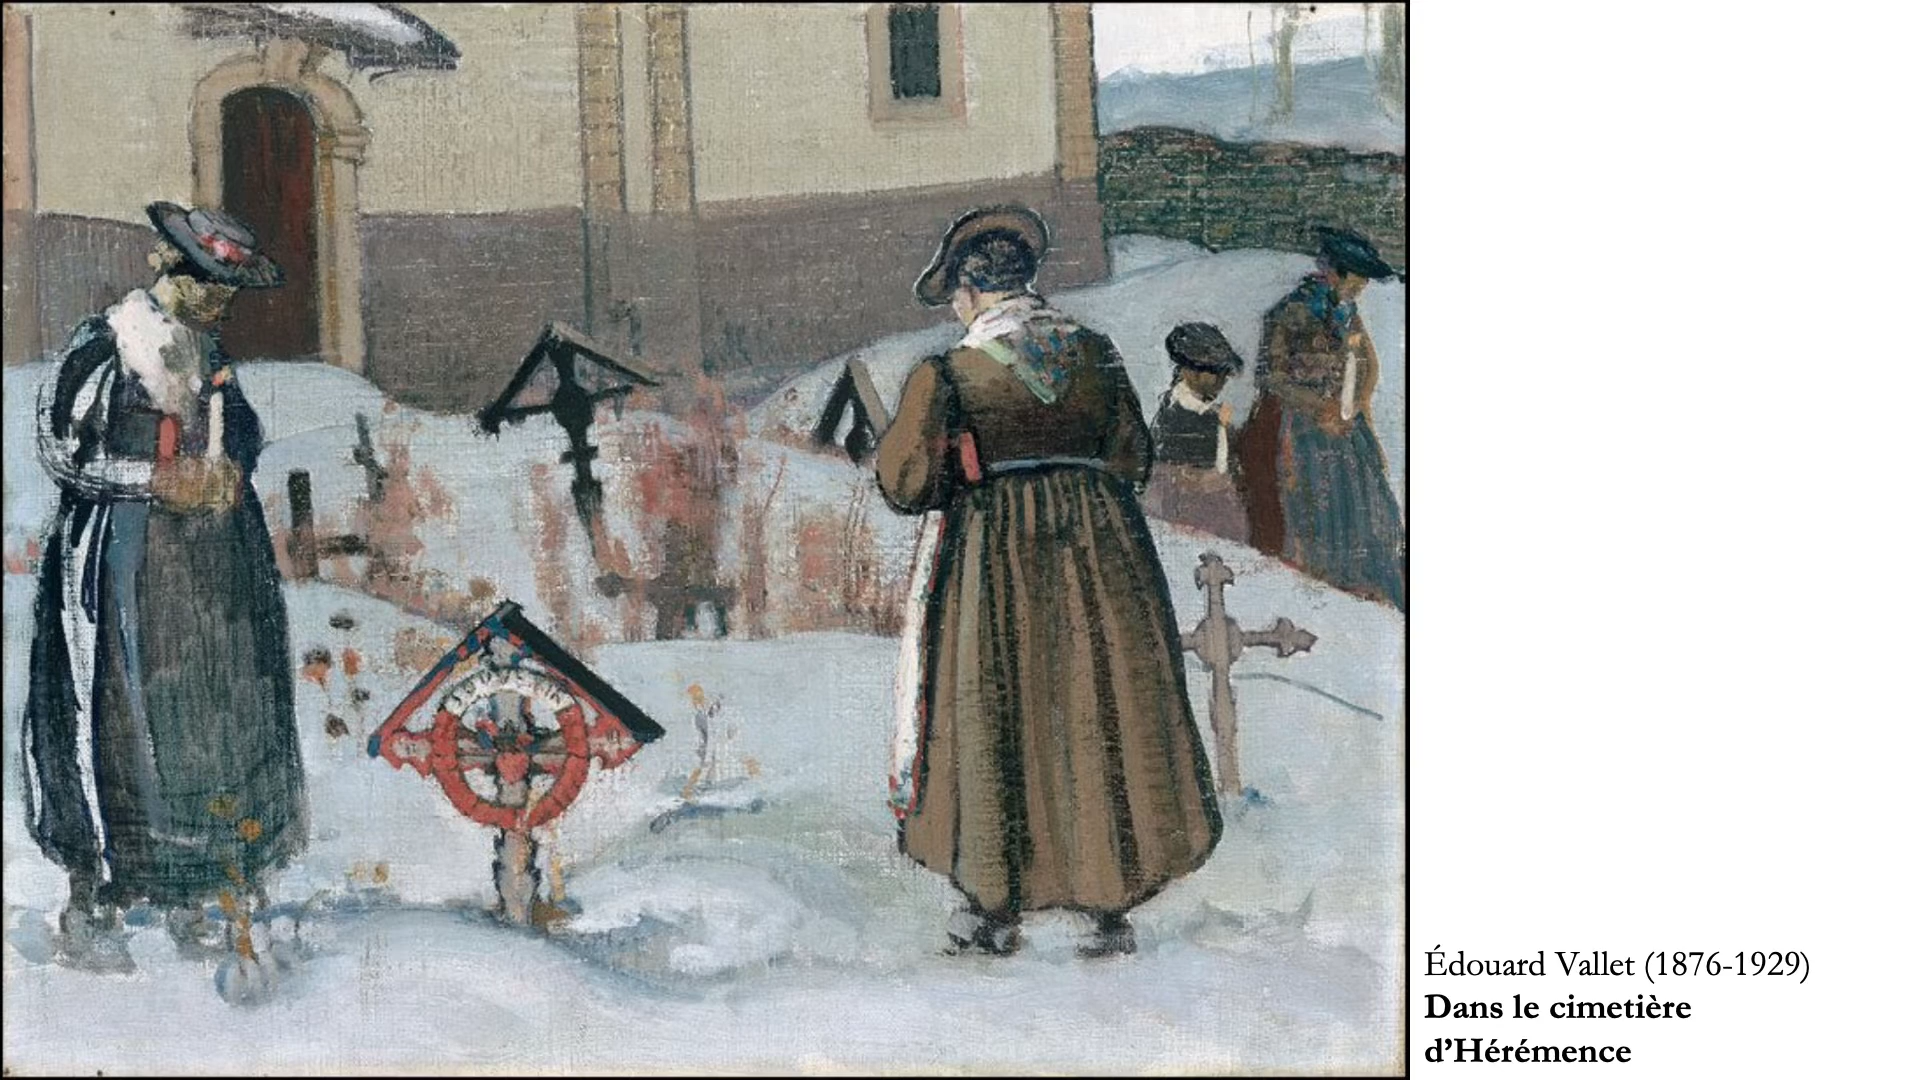 Édouard Vallet (1876-1929)
Dans le cimetière
d’Hérémence